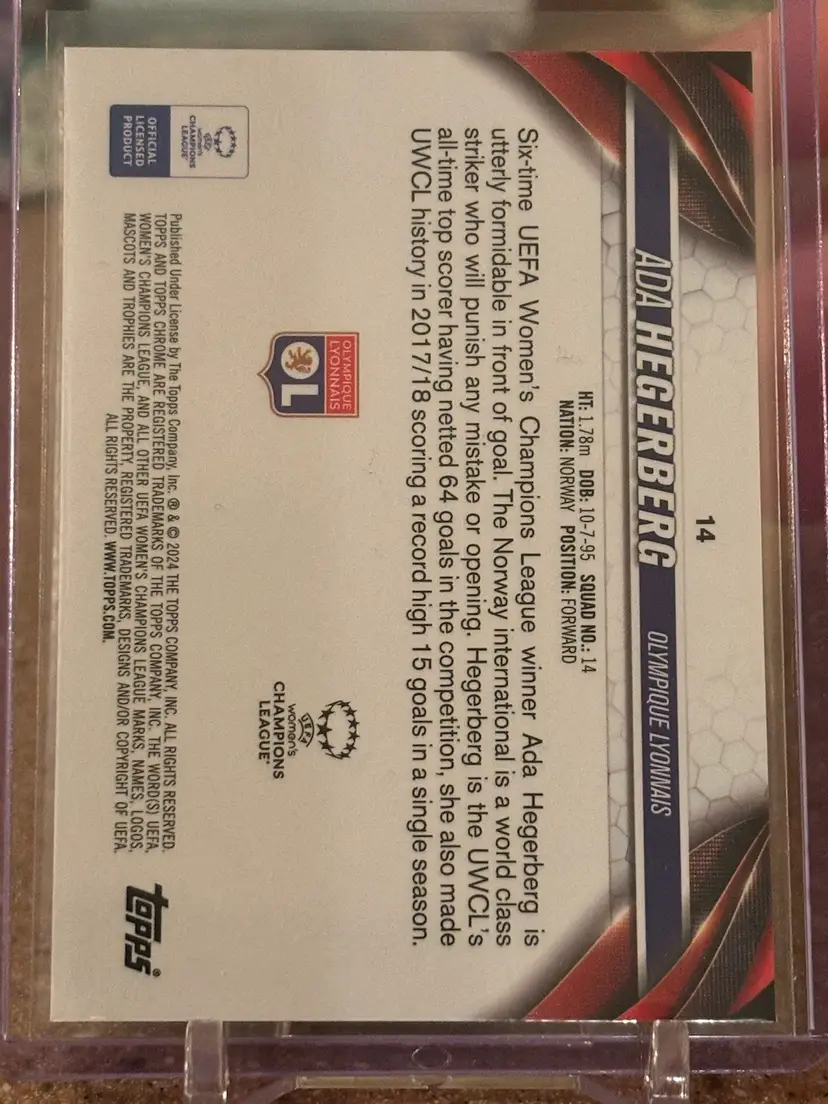 14
ADA HEGERBERG OLYMPIQUE LYONNAIS
HT: 1.78m DOB: 10-7-95 SQUAD NO.: 14
NATION: NORWAY POSITION: FORWARD
Six-time UEFA Women's Champions League winner Ada Hegerberg is
utterly formidable in front of goal. The Norway international is a world class
striker who will punish any mistake or opening. Hegerberg is the UWCL's
all-time top scorer having netted 64 goals in the competition, she also made
UWCL history in 2017/18 scoring a record high 15 goals in a single season.
OLYMPIQUE
LYONNAIS
OL
UEFA
women's
CHAMPIONS
LEAGUE
UEFA
women's
CHAMPIONS
LEAGUE
OFFICIAL
LICENSED
PRODUCT
Published Under License by The Topps Company, Inc. ® & © 2024 THE TOPPS COMPANY, INC. ALL RIGHTS RESERVED.
TOPPS AND TOPPS CHROME ARE REGISTERED TRADEMARKS OF THE TOPPS COMPANY, INC. THE WORD(S) UEFA,
WOMEN'S CHAMPIONS LEAGUE, AND ALL OTHER UEFA WOMEN'S CHAMPIONS LEAGUE MARKS, NAMES, LOGOS,
MASCOTS AND TROPHIES ARE THE PROPERTY, REGISTERED TRADEMARKS, DESIGNS AND/OR COPYRIGHT OF UEFA.
ALL RIGHTS RESERVED. WWW.TOPPS.COM.
topps®